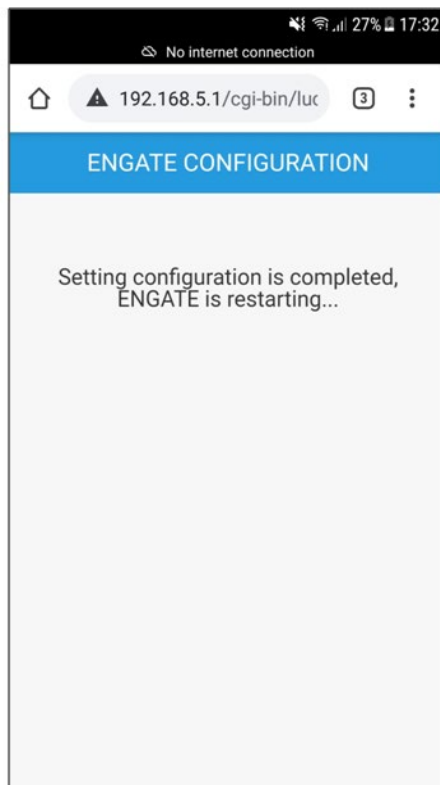 27% 17:32
No internet connection
192.168.5.1/cgi-bin/luc
3
ENGATE CONFIGURATION
Setting configuration is completed,
ENGATE is restarting...